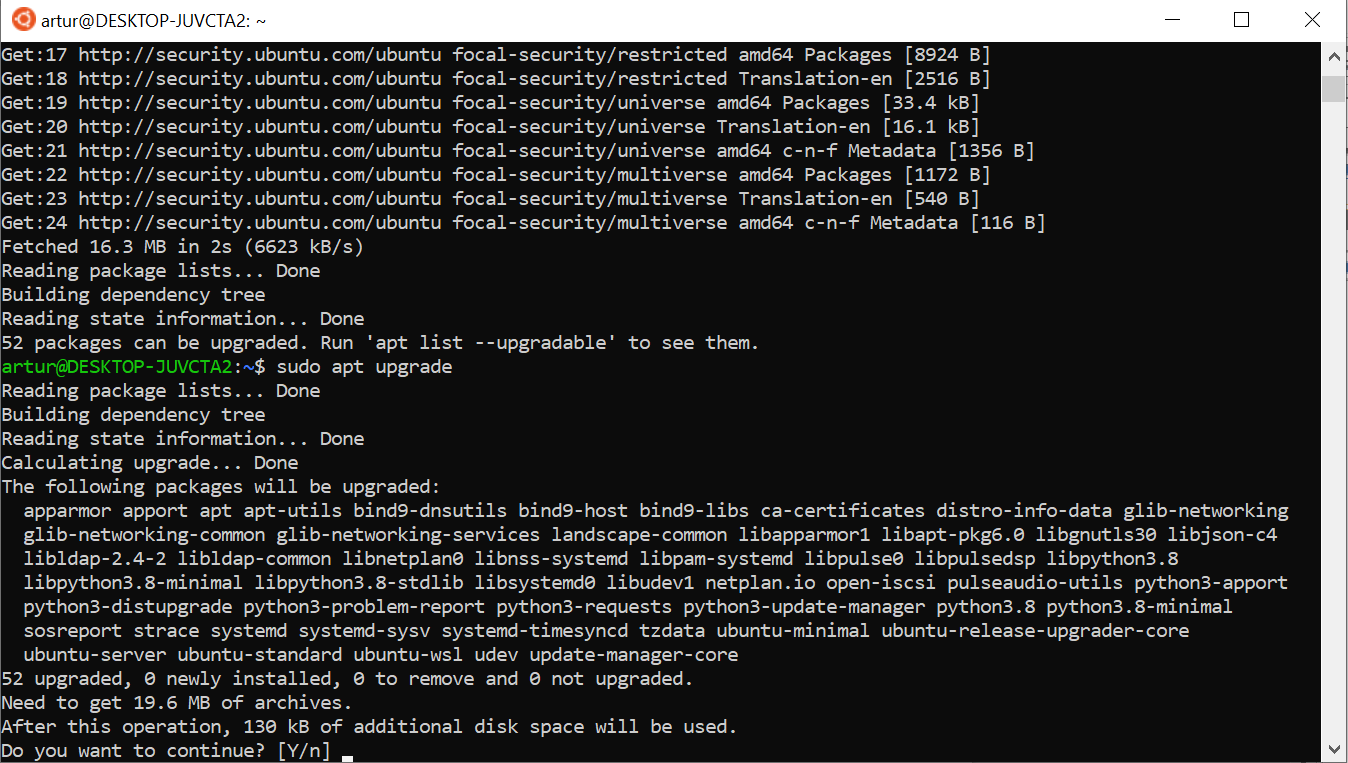 artur@DESKTOP-JUVCTA2: ~
Get:17 http://security.ubuntu.com/ubuntu focal-security/restricted amd64 Packages [8924 B]
Get:18 http://security.ubuntu.com/ubuntu focal-security/restricted Translation-en [2516 B]
Get:19 http://security.ubuntu.com/ubuntu focal-security/universe amd64 Packages [33.4 kB]
Get:20 http://security.ubuntu.com/ubuntu focal-security/universe Translation-en [16.1 kB]
Get:21 http://security.ubuntu.com/ubuntu focal-security/universe amd64 c-n-f Metadata [1356 B]
Get:22 http://security.ubuntu.com/ubuntu focal-security/multiverse amd64 Packages [1172 B]
Get:23 http://security.ubuntu.com/ubuntu focal-security/multiverse Translation-en [540 B]
Get:24 http://security.ubuntu.com/ubuntu focal-security/multiverse amd64 c-n-f Metadata [116 B]
Fetched 16.3 MB in 2s (6623 kB/s)
Reading package lists... Done
Building dependency tree
Reading state information... Done
52 packages can be upgraded. Run 'apt list --upgradable' to see them.
artur@DESKTOP-JUVCTA2:~$ sudo apt upgrade
Reading package lists... Done
Building dependency tree
Reading state information... Done
Calculating upgrade... Done
The following packages will be upgraded:
  apparmor apport apt apt-utils bind9-dnsutils bind9-host bind9-libs ca-certificates distro-info-data glib-networking
  glib-networking-common glib-networking-services landscape-common libapparmor1 libapt-pkg6.0 libgnutls30 libjson-c4
  libldap-2.4-2 libldap-common libnetplan0 libnss-systemd libpam-systemd libpulse0 libpulsedsp libpython3.8
  libpython3.8-minimal libpython3.8-stdlib libsystemd0 libudev1 netplan.io open-iscsi pulseaudio-utils python3-apport
  python3-distupgrade python3-problem-report python3-requests python3-update-manager python3.8 python3.8-minimal
  sosreport strace systemd systemd-sysv systemd-timesyncd tzdata ubuntu-minimal ubuntu-release-upgrader-core
  ubuntu-server ubuntu-standard ubuntu-wsl udev update-manager-core
52 upgraded, 0 newly installed, 0 to remove and 0 not upgraded.
Need to get 19.6 MB of archives.
After this operation, 130 kB of additional disk space will be used.
Do you want to continue? [Y/n]